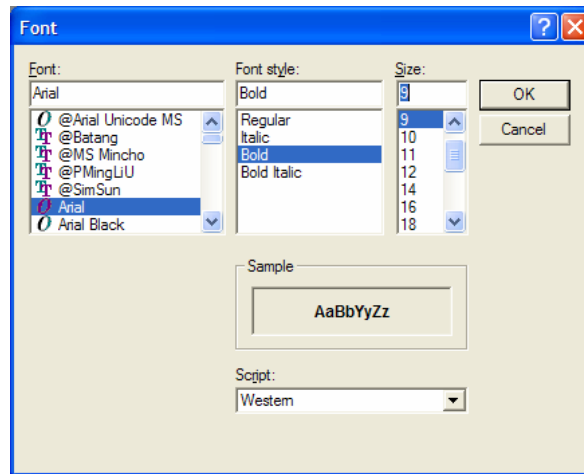 Font
Font:
Arial
@Arial Unicode MS
@Batang
@MS Mincho
@PMingLiU
@SimSun
Arial
Arial Black
Font style:
Bold
Regular
Italic
Bold
Bold Italic
Size:
9
9
10
11
12
14
16
18
OK
Cancel
Sample
AaBbYyZz
Script:
Western